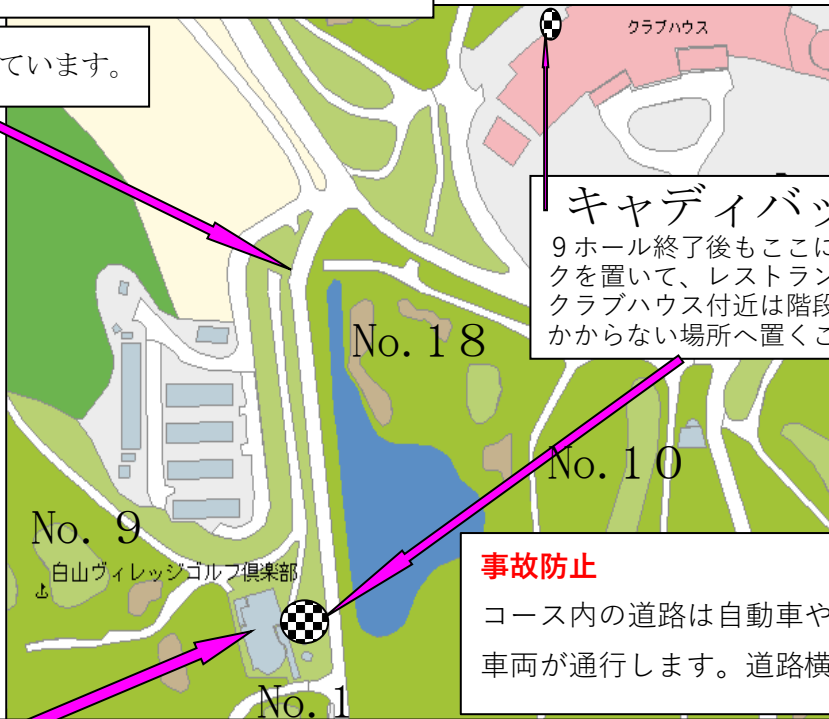 ています。
クラブハウス
キャディバッ
9ホール終了後もここに
クを置いて、レストラン
クラブハウス付近は階段
かからない場所へ置くこ
No.18
No.10
No.9
白山ヴィレッジゴルフ倶楽部
事故防止
コース内の道路は自動車や
車両が通行します。道路横
No.1